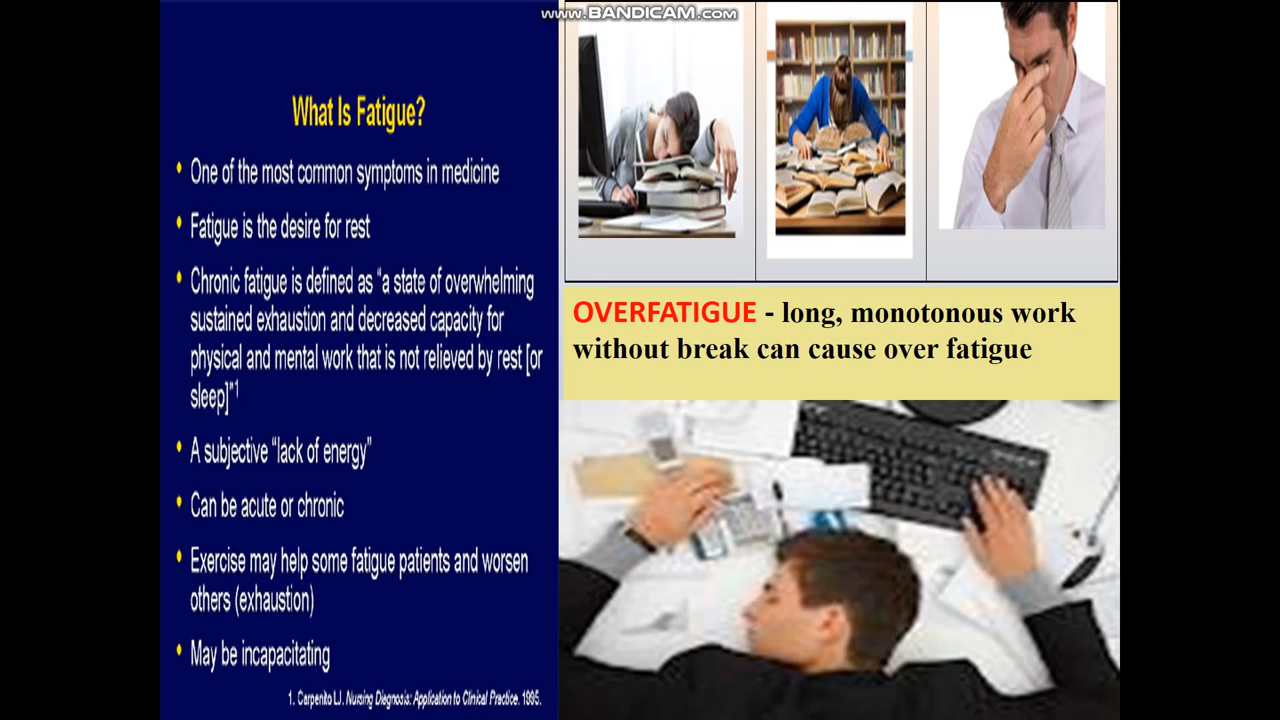 www.BANDICAM.com
What Is Fatigue?
• One of the most common symptoms in medicine
• Fatigue is the desire for rest
• Chronic fatigue is defined as “a state of overwhelming
sustained exhaustion and decreased capacity for
physical and mental work that is not relieved by rest [or
sleep]”1
• A subjective “lack of energy”
• Can be acute or chronic
• Exercise may help some fatigue patients and worsen
others (exhaustion)
• May be incapacitating
1. Carpenito LJ. Nursing Diagnosis: Application to Clinical Practice. 1995.
OVERFATIGUE - long, monotonous work
without break can cause over fatigue